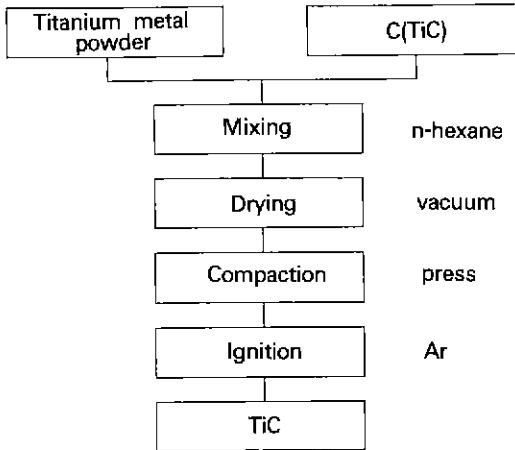 Titanium metal
powder
C(TiC)
Mixing
n-hexane
Drying
vacuum
Compaction
press
Ignition
Ar
TiC